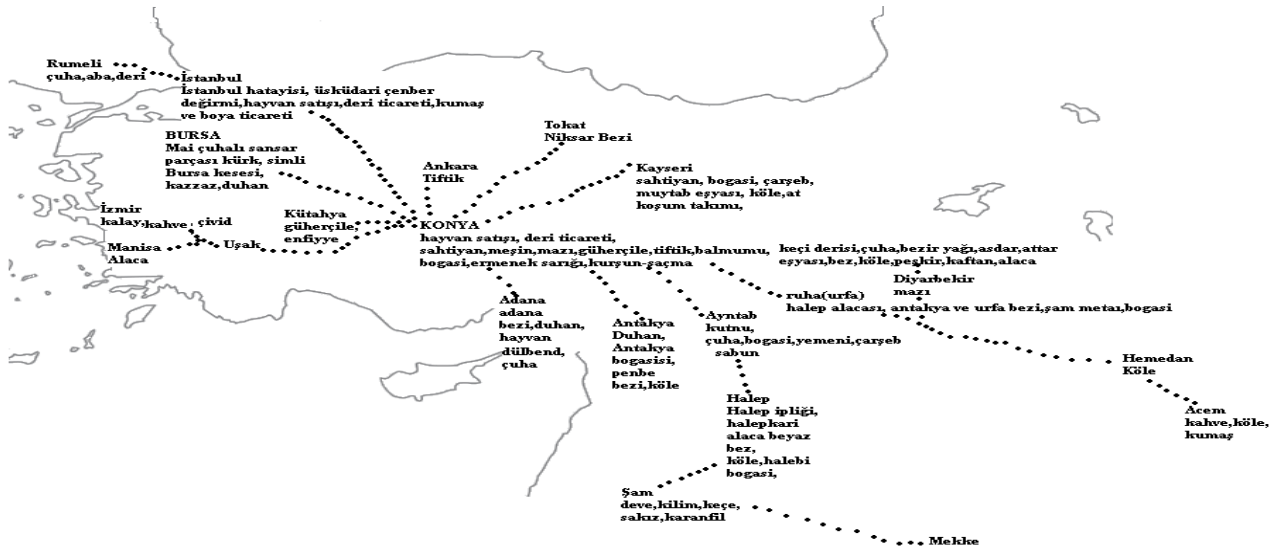 Rumeli
çuha,aba,deri
İstanbul
İstanbul hatayisi, üsküdari çenber
değirmi,hayvan satışı,deri ticareti,kumaş
ve boya ticareti
BURSA
Mai çuhalı sansar
parçası kürk, simli
Bursa kesesi,
kazzaz,duhan
Tokat
Niksar Bezi
Ankara
Tiftik
Kayseri
sahtiyan, bogasi, çarşeb,
muytab eşyası, köle,at
koşum takımı,
İzmir
kalay,kahve, çivid
Manisa
Alaca
Uşak
Kütahya
güherçile,
enfiyye
KONYA
hayvan satışı, deri ticareti,
sahtiyan,meşin,mazı,güherçile,tiftik,balmumu,
bogasi,ermenek sarığı,kurşun-saçma
keçi derisi,çuha,bezir yağı,asdar,attar
eşyası,bez,köle,peşkir,kaftan,alaca
Diyarbekir
mazı
ruha(urfa)
halep alacası, antakya ve urfa bezi,şam metaı,bogasi
Adana
adana
bezi,duhan,
hayvan
dülbend,
çuha
Antakya
Duhan,
Antakya
bogasisi,
penbe
bezi,köle
Ayntab
kutnu,
çuha,bogasi,yemeni,çarşeb
sabun
Hemedan
Köle
Acem
kahve,köle,
kumaş
Halep
Halep ipliği,
halepkari
alaca beyaz
bez,
köle,halebi
bogasi,
Şam
deve,kilim,keçe,
sakız,karanfil
Mekke